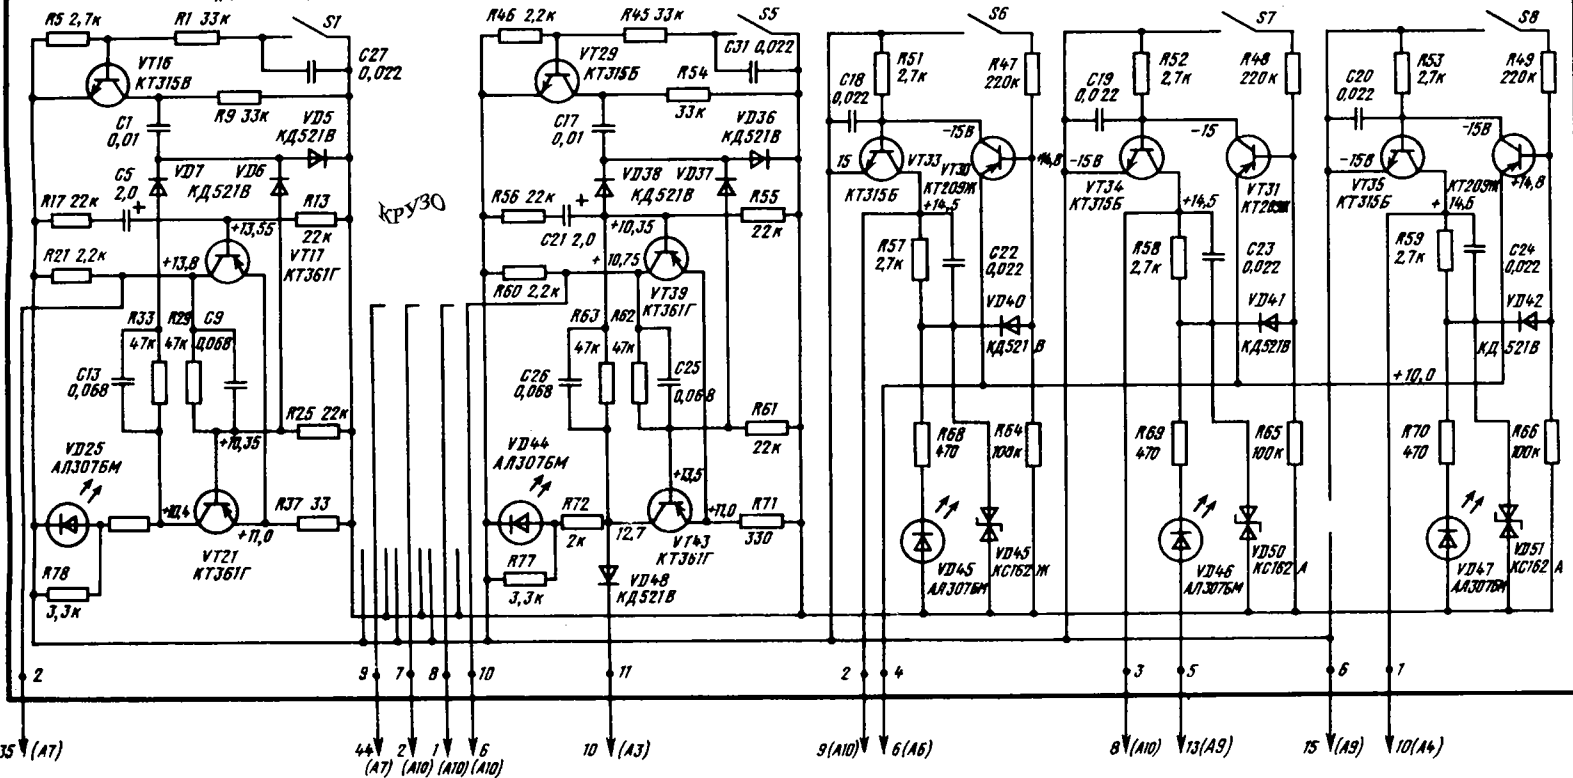 R5 2,7к
R1 33к
S1
C27
0,022
VT16
КТ315В
R9 33к
C1
0,01
VD5
КД521В
C5
2,0
VD7
VD6
КД521В
R17 22к
R13
22к
+13,55
VT17
КТ361Г
R21 2,2к
+13,8
R33
47к
R29
47к
C9
0,068
C13
0,068
R25 22к
+10,35
VD25
АЛ307БМ
+10,4
R37 33
+11,0
VT21
КТ361Г
R78
3,3к
КРУЗО
R46 2,2к
R45 33к
S5
C31 0,022
VT29
КТ315Б
R54
33к
C17
0,01
VD36
КД521В
VD38
VD37
КД521В
R56 22к
R55
22к
C21 2,0
+10,35
+10,75
R60 2,2к
VT39
КТ361Г
R63
47к
R62
47к
C26
0,068
C25
0,068
R61
22к
VD44
АЛ307БМ
+13,5
R72
2к
12,7
+11,0
R71
330
VT43
КТ361Г
R77
3,3к
VD48
КД521В
S6
R51
2,7к
R47
220к
C18
0,022
-15В
15
VT33
КТ315Б
VT30
КТ209Ж
+14,8
+14,5
R57
2,7к
C22
0,022
VD40
КД521В
R68
470
R64
100к
VD45
АЛ307БМ
VD45
КС162Ж
S7
R52
2,7к
R48
220к
C19
0,022
-15
-15В
VT34
КТ315Б
VT31
КТ209Ж
+14,5
R58
2,7к
C23
0,022
VD41
КД521В
R69
470
R65
100к
VD46
АЛ307БМ
VD50
КС162А
S8
R53
2,7к
R49
220к
C20
0,022
-15В
-15В
VT35
КТ315Б
КТ209Ж
+14,8
+14,6
R59
2,7к
C24
0,022
VD42
КД521В
+10,0
R70
470
R66
100к
VD47
АЛ307БМ
VD51
КС162А
2
9
7
8
10
11
2
4
3
5
6
1
35 (А7)
44 (А7)
2 (А10)
1 (А10)
6 (А10)
10 (А3)
9(А10)
6(А6)
8(А10)
13(А9)
15 (А9)
10(А4)